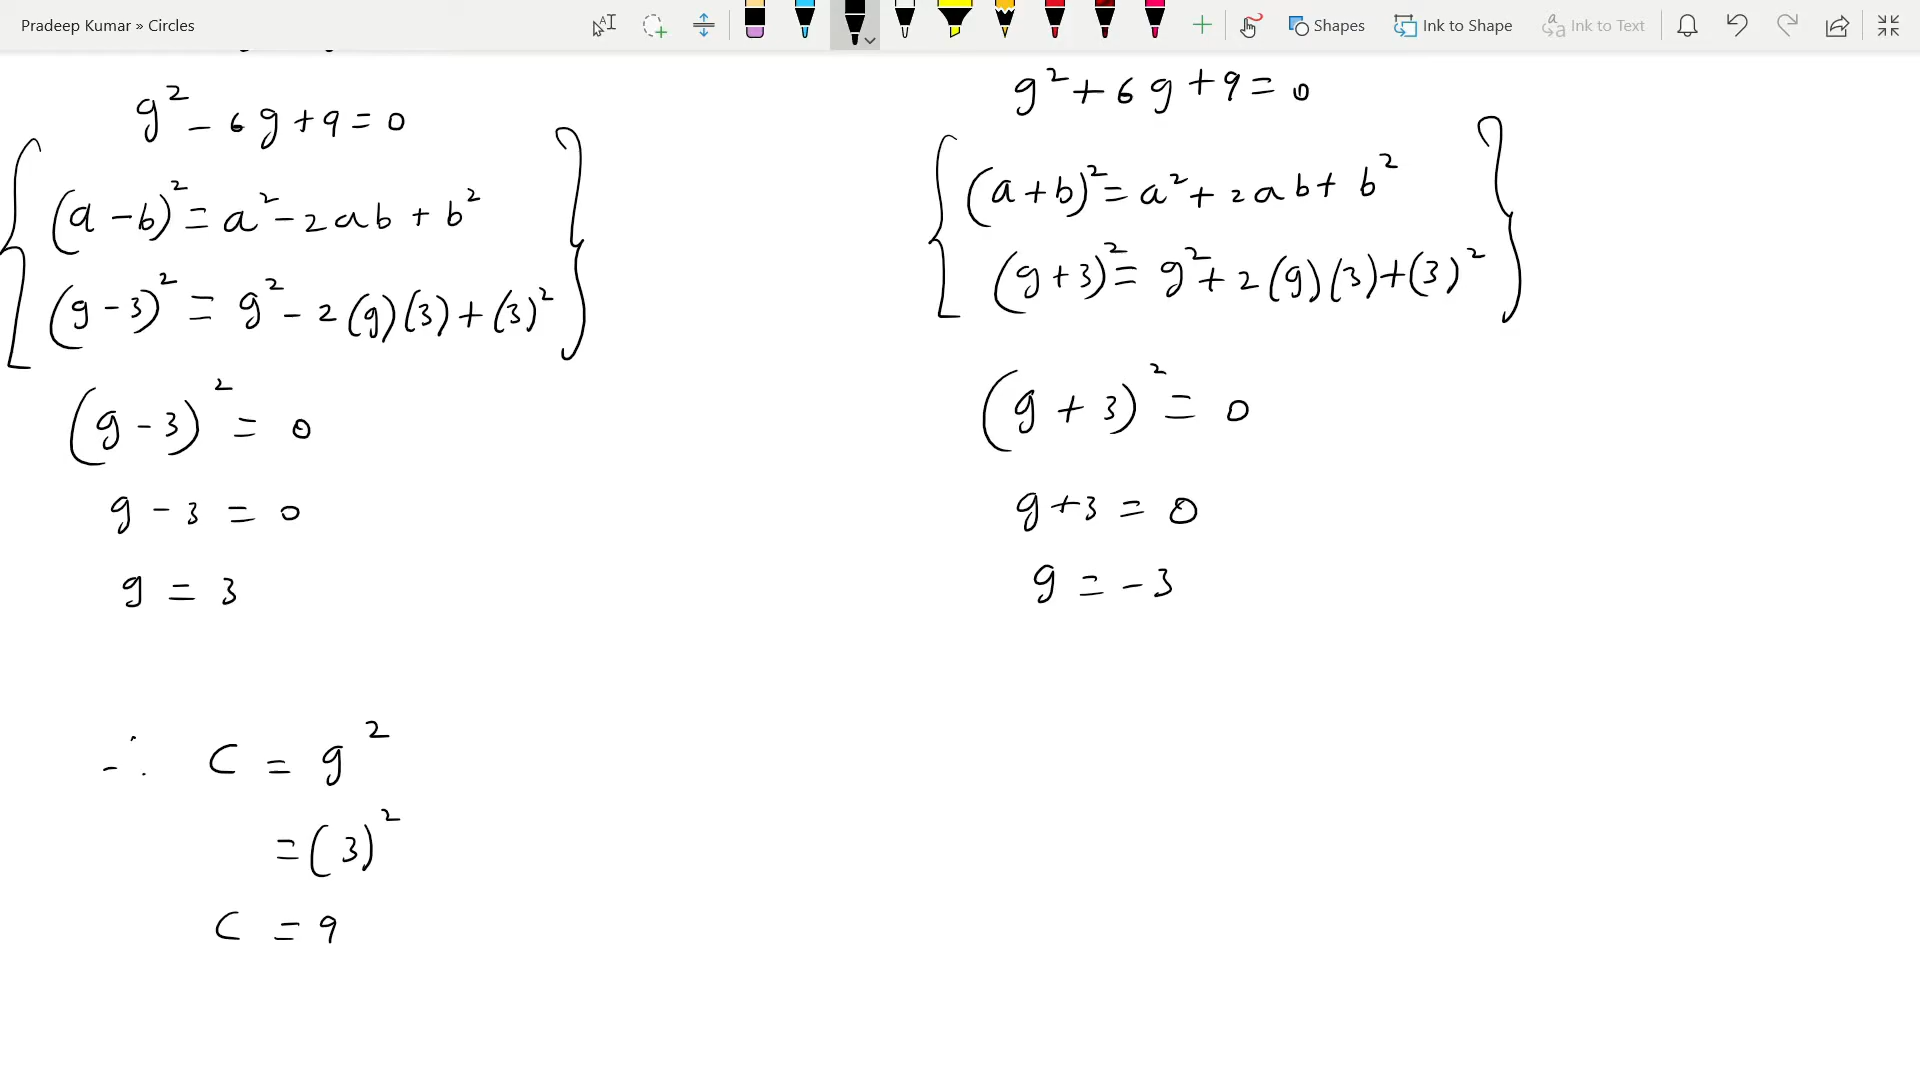 Pradeep Kumar » Circles
Shapes
Ink to Shape
Ink to Text
g² - 6g + 9 = 0
(a - b)² = a² - 2ab + b²
(g - 3)² = g² - 2(g)(3) + (3)²
(g - 3)² = 0
g - 3 = 0
g = 3
∴ C = g²
= (3)²
C = 9
g² + 6g + 9 = 0
(a + b)² = a² + 2ab + b²
(g + 3)² = g² + 2(g)(3) + (3)²
(g + 3)² = 0
g + 3 = 0
g = -3